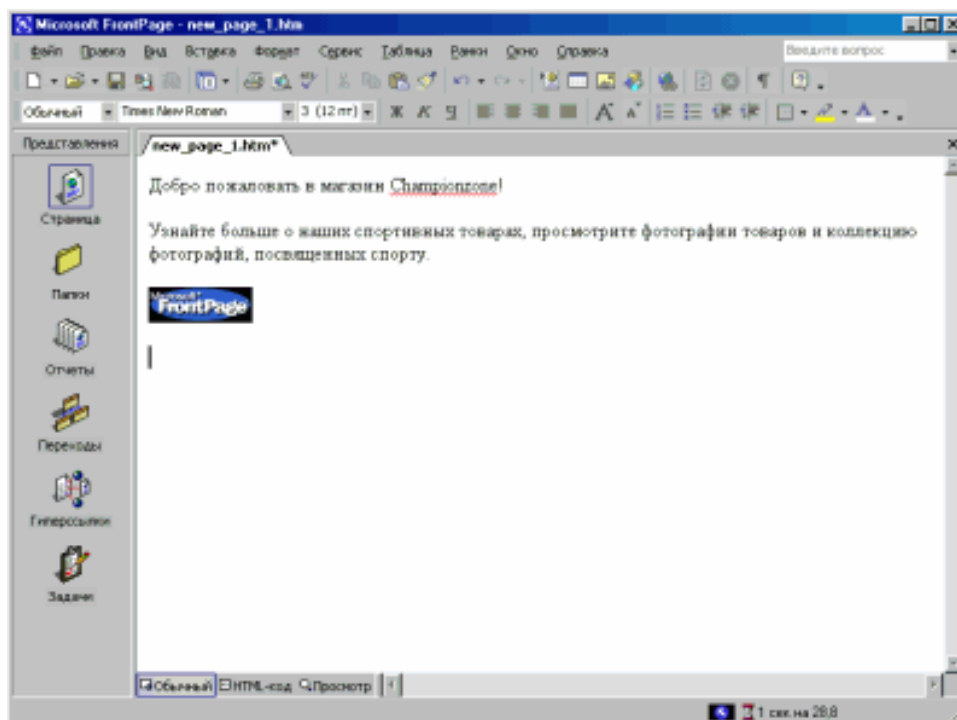 Microsoft FrontPage - new_page_1.htm
Файл Правка Вид Вставка Формат Сервис Таблица Рамки Окно Справка Введите вопрос
Обычный Times New Roman 3 (12 пт) Ж К Ч
Представления
new_page_1.htm*
Страница
Папки
Отчеты
Переходы
Гиперссылки
Задачи
Добро пожаловать в магазин Championzone!
Узнайте больше о наших спортивных товарах, просмотрите фотографии товаров и коллекцию
фотографий, посвященных спорту.
Microsoft
FrontPage
Обычный HTML-код Просмотр
1 сек. на 28,8